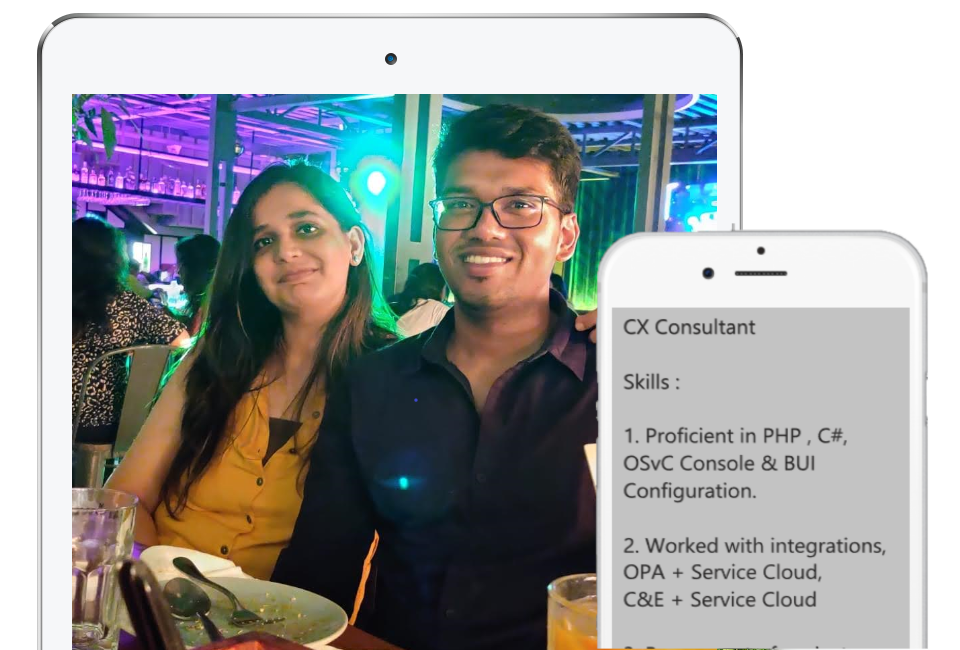 CX Consultant
Skills :
1. Proficient in PHP , C#,
OSvC Console & BUI
Configuration.
2. Worked with integrations,
OPA + Service Cloud,
C&E + Service Cloud